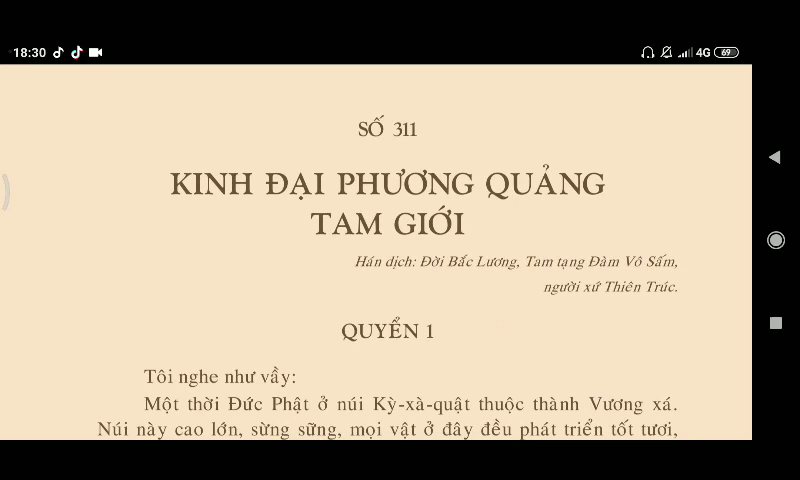 18:30
4G 69
SỐ 311
KINH ĐẠI PHƯƠNG QUẢNG
TAM GIỚI
Hán dịch: Đời Bắc Lương, Tam tạng Đàm Vô Sấm,
người xứ Thiên Trúc.
QUYỂN 1
Tôi nghe như vầy:
Một thời Đức Phật ở núi Kỳ-xà-quật thuộc thành Vương xá.
Núi này cao lớn, sừng sững, mọi vật ở đây đều phát triển tốt tươi,